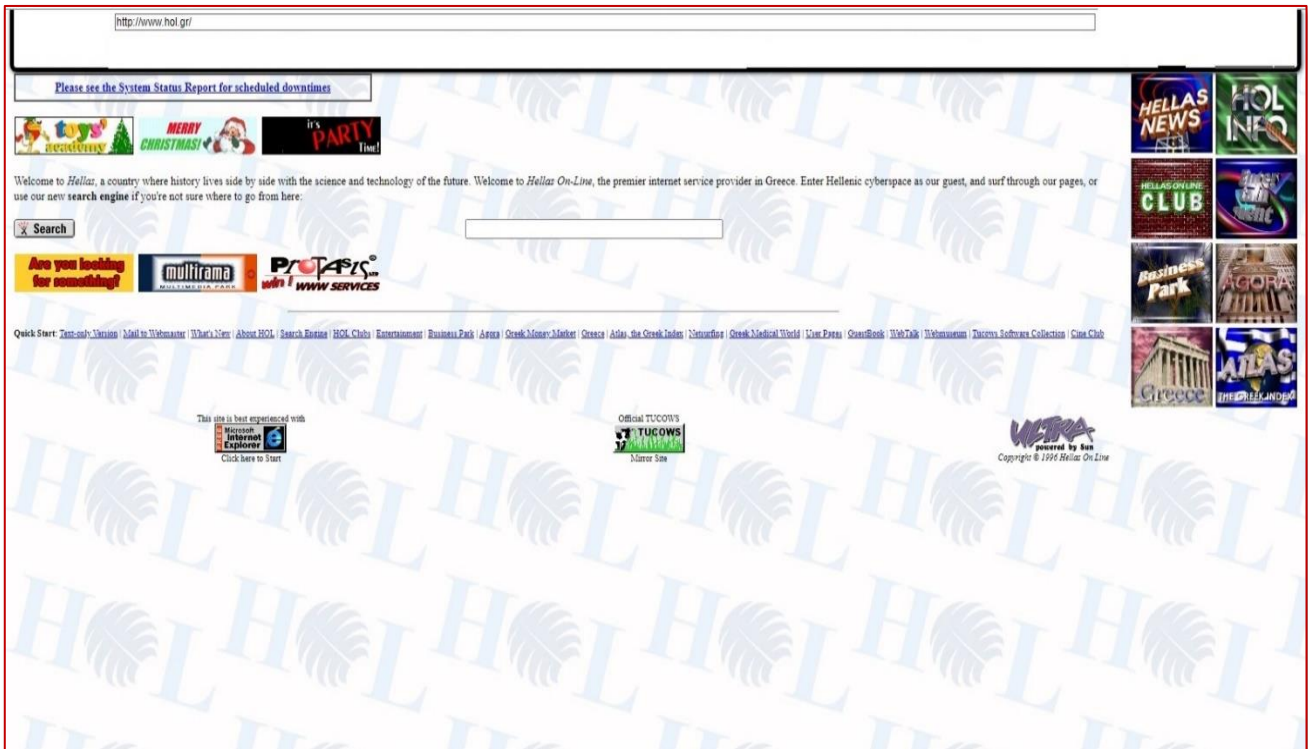 http://www.hol.gr/
Please see the System Status Report for scheduled downtimes
toys' academy
MERRY CHRISTMAS!
it's PARTY Time!
Welcome to Hellas, a country where history lives side by side with the science and technology of the future. Welcome to Hellas On-Line, the premier internet service provider in Greece. Enter Hellenic cyberspace as our guest, and surf through our pages, or
use our new search engine if you're not sure where to go from here:
Search
Are you looking for something?
multirama
MULTIMEDIA PARK
PROTASIS LTD
win! WWW SERVICES
Quick Start: Text-only Version | Mail to Webmaster | What's New | About HOL | Search Engine | HOL Clubs | Entertainment | Business Park | Agora | Greek Money Market | Greece | Atlas, the Greek Index | Netsurfing | Greek Medical World | User Pages | GuestBook | WebTalk | Webmuseum | Tucows Software Collection | Cine Club
This site is best experienced with
Microsoft Internet Explorer
Click here to Start
Official TUCOWS
TUCOWS
Mirror Site
ULTRA
powered by Sun
Copyright © 1996 Hellas On Line
HELLAS NEWS
HOL INFO
HELLAS ON LINE
CLUB
Entertainment
Business Park
AGORA
Greece
ATLAS
THE GREEK INDEX
HOL